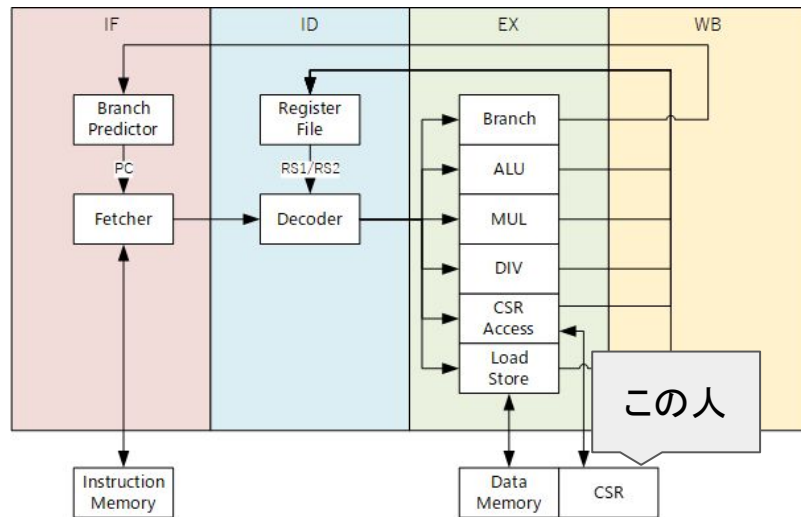 IF
ID
EX
WB
Branch
Predictor
Register
File
PC
RS1/RS2
Fetcher
Decoder
Branch
ALU
MUL
DIV
CSR
Access
Load
Store
この人
Instruction
Memory
Data
Memory
CSR